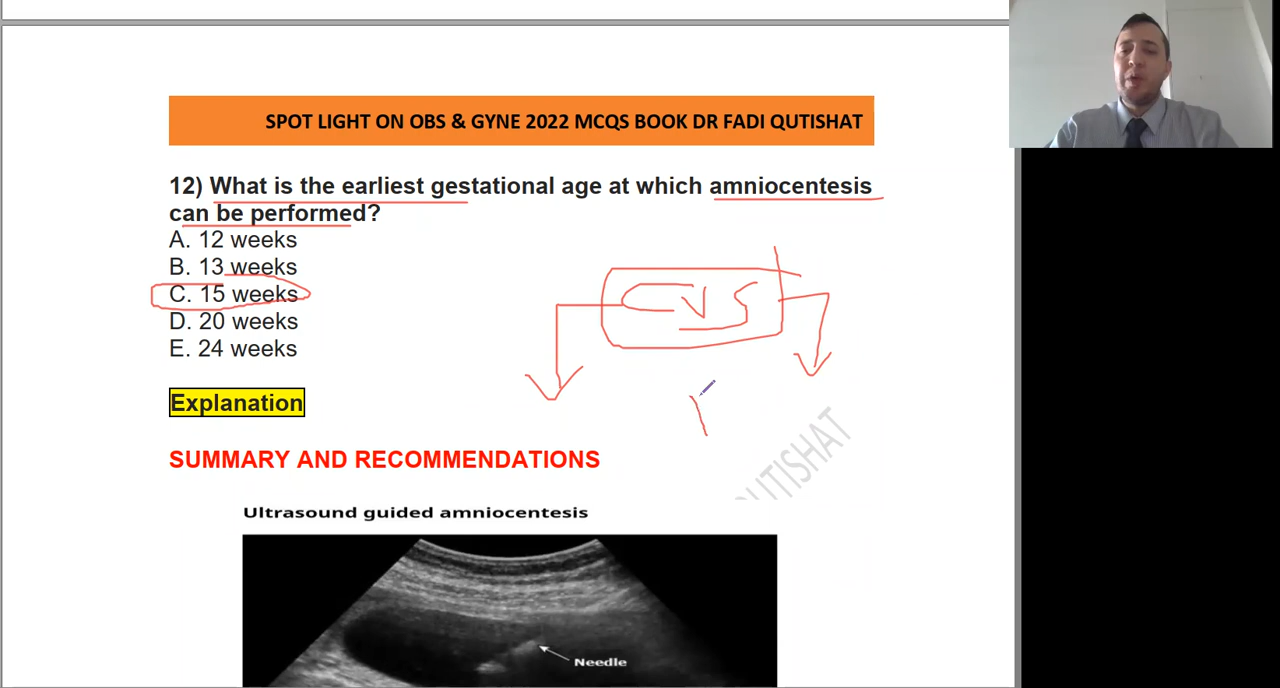 SPOT LIGHT ON OBS & GYNE 2022 MCQS BOOK DR FADI QUTISHAT
12) What is the earliest gestational age at which amniocentesis
can be performed?
A. 12 weeks
B. 13 weeks
C. 15 weeks
D. 20 weeks
E. 24 weeks
CVS
Explanation
QUTISHAT
SUMMARY AND RECOMMENDATIONS
Ultrasound guided amniocentesis
Needle